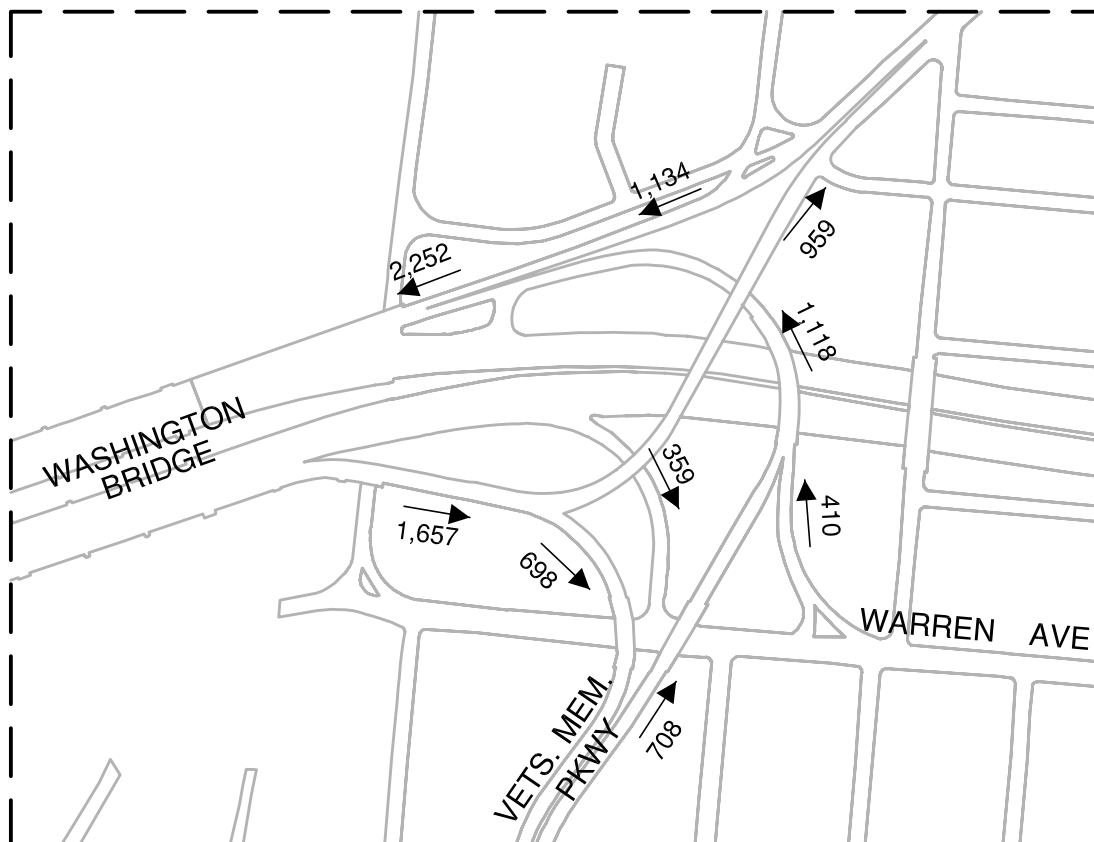 1,134
959
2,252
1,118
WASHINGTON
BRIDGE
359
410
1,657
698
WARREN AVE
VETS. MEM.
PKWY
708